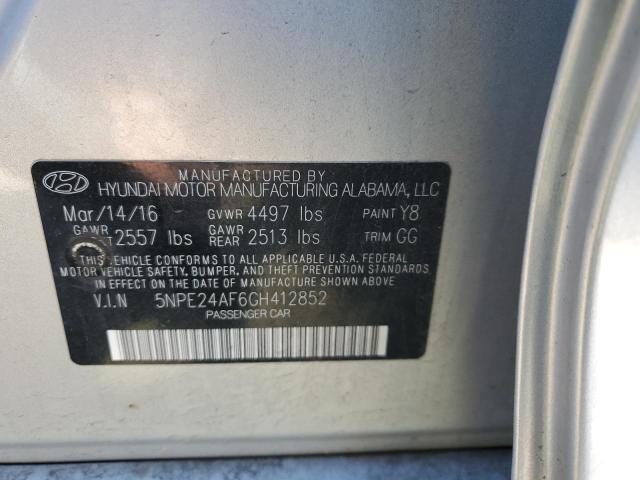 MANUFACTURED BY
HYUNDAI MOTOR MANUFACTURING ALABAMA, LLC
Mar/14/16 GVWR 4497 lbs PAINT Y8
GAWR 2557 lbs GAWR REAR 2513 lbs TRIM GG
THIS VEHICLE CONFORMS TO ALL APPLICABLE U.S.A. FEDERAL
MOTOR VEHICLE SAFETY, BUMPER, AND THEFT PREVENTION STANDARDS
IN EFFECT ON THE DATE OF MANUFACTURE SHOWN ABOVE.
V.I.N 5NPE24AF6GH412852
PASSENGER CAR